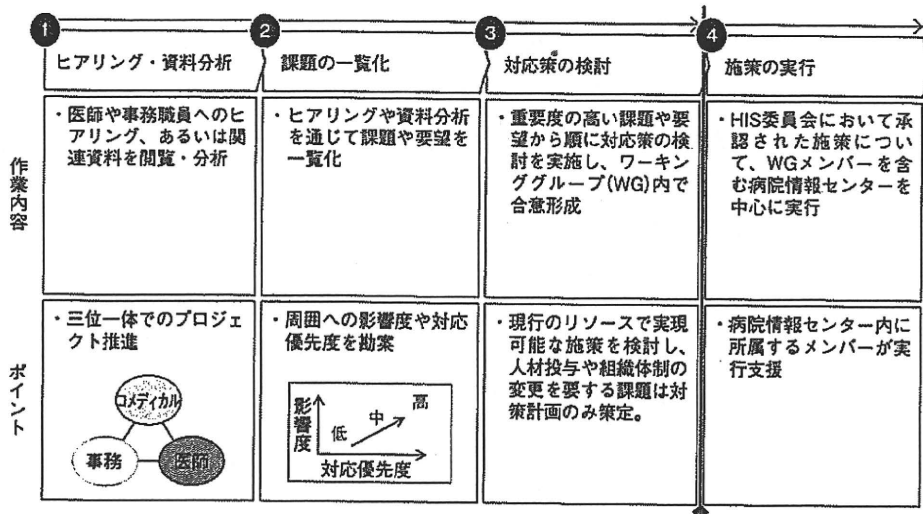 1
2
3
4
ヒアリング・資料分析
課題の一覧化
対応策の検討
施策の実行
作業内容
・医師や事務職員へのヒ
アリング、あるいは関
連資料を閲覧・分析
・ヒアリングや資料分析
を通じて課題や要望を
一覧化
・重要度の高い課題や要
望から順に対応策の検
討を実施し、ワーキン
ググループ(WG)内で
合意形成
・HIS委員会において承
認された施策につい
て、WGメンバーを含
む病院情報センターを
中心に実行
ポイント
・三位一体でのプロジェ
クト推進
コメディカル
事務
医師
・周囲への影響度や対応
優先度を勘案
影響度
低
中
高
対応優先度
・現行のリソースで実現
可能な施策を検討し、
人材投与や組織体制の
変更を要する課題は対
策計画のみ策定。
・病院情報センター内に
所属するメンバーが実
行支援